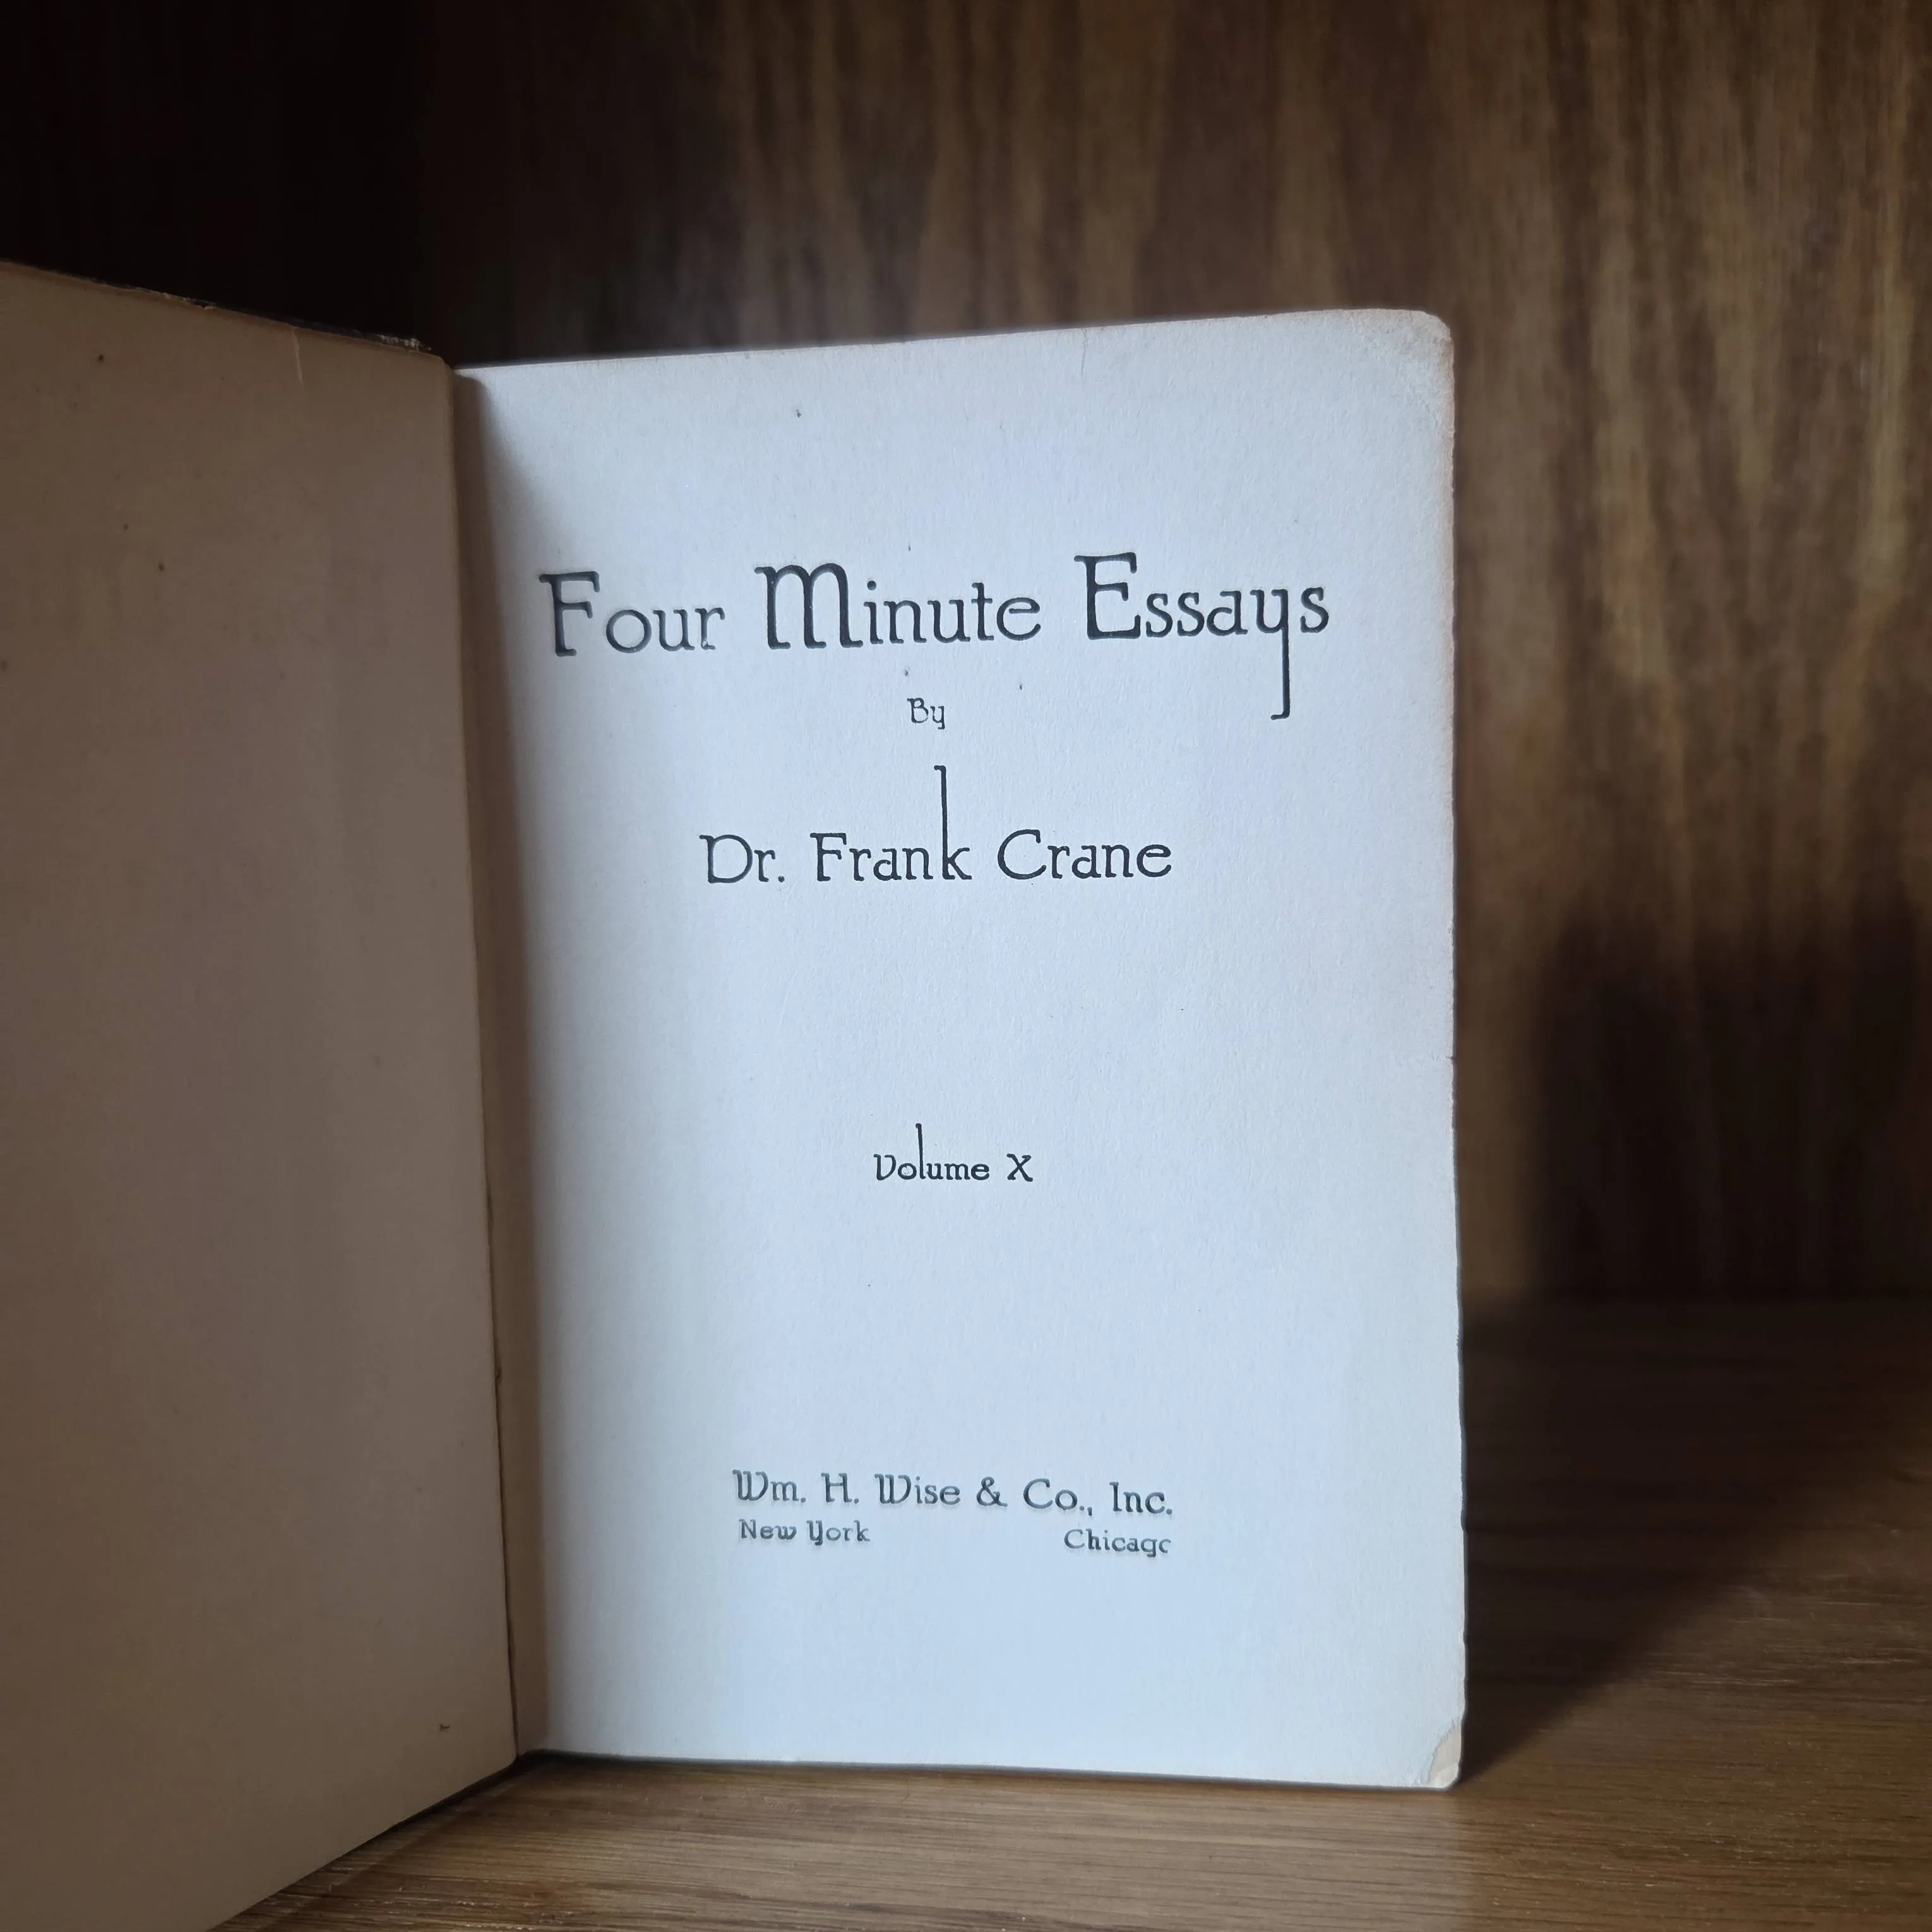 Four Minute Essays
By
Dr. Frank Crane
Volume X
Wm. H. Wise & Co., Inc.
New York Chicago